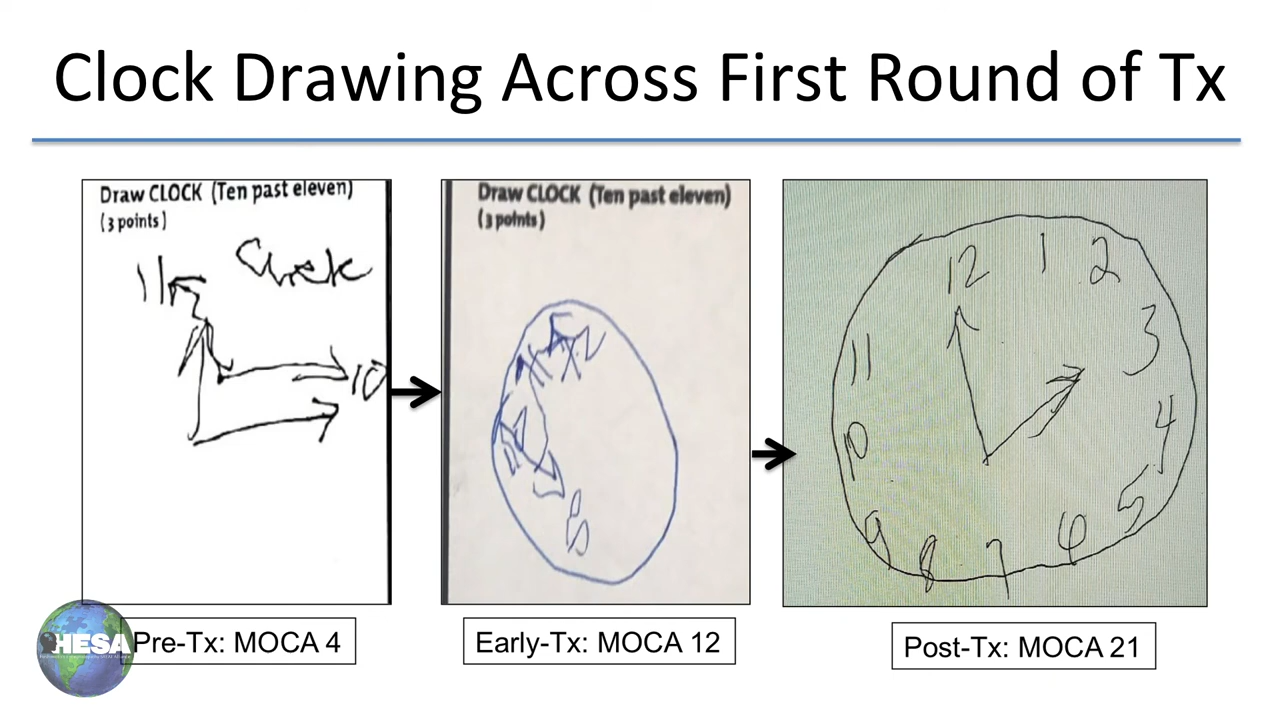 Clock Drawing Across First Round of Tx
Draw CLOCK (Ten past eleven)
(3 points)
11
10
Draw CLOCK (Ten past eleven)
(3 points)
12 1 2
3
11
4
10
5
9 8 7 6
HESA
Pre-Tx: MOCA 4
Early-Tx: MOCA 12
Post-Tx: MOCA 21